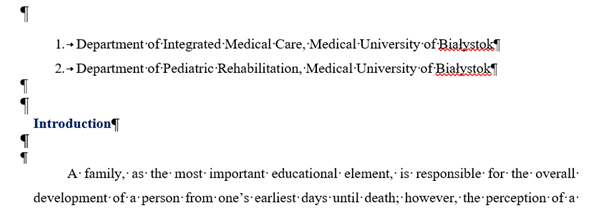 1. Department of Integrated Medical Care, Medical University of Białystok
2. Department of Pediatric Rehabilitation, Medical University of Białystok
Introduction
A family, as the most important educational element, is responsible for the overall
development of a person from one's earliest days until death; however, the perception of a